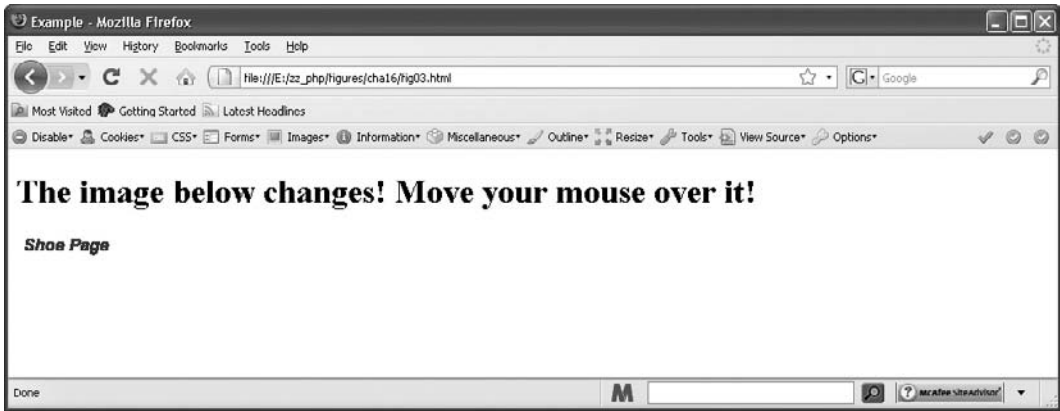 Example - Mozilla Firefox
File Edit View History Bookmarks Tools Help
file:///E:/zz_php/figures/cha16/fig03.html
Google
Most Visited Getting Started Latest Headlines
Disable Cookies CSS Forms Images Information Miscellaneous Outline Resize Tools View Source Options
The image below changes! Move your mouse over it!
Shoe Page
Done
M
McAfee SiteAdvisor